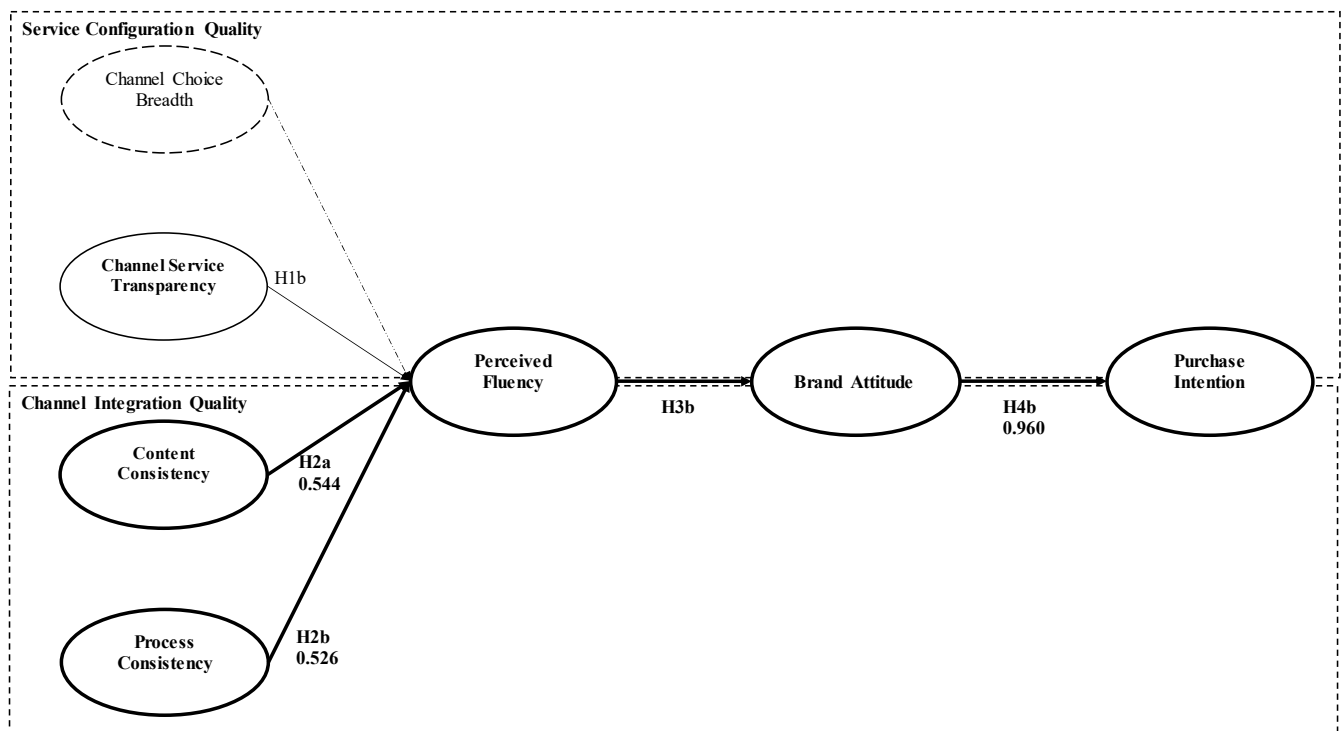 Service Configuration Quality
Channel Choice
Breadth
Channel Service
Transparency
H1b
Perceived
Fluency
Brand Attitude
Purchase
Intention
H3b
H4b
0.960
Channel Integration Quality
Content
Consistency
H2a
0.544
Process
Consistency
H2b
0.526